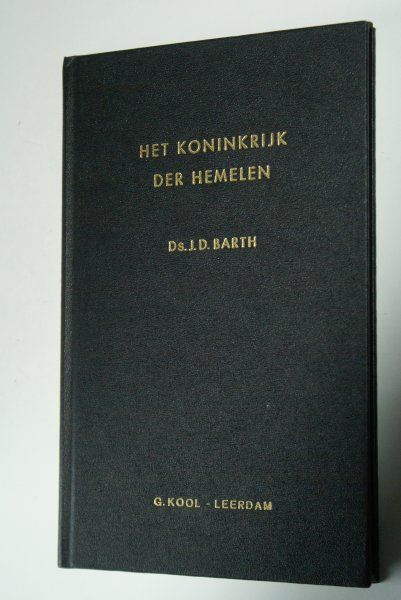 HET KONINKRIJK
DER HEMELEN
Ds. J. D. BARTH
G. KOOL - LEERDAM